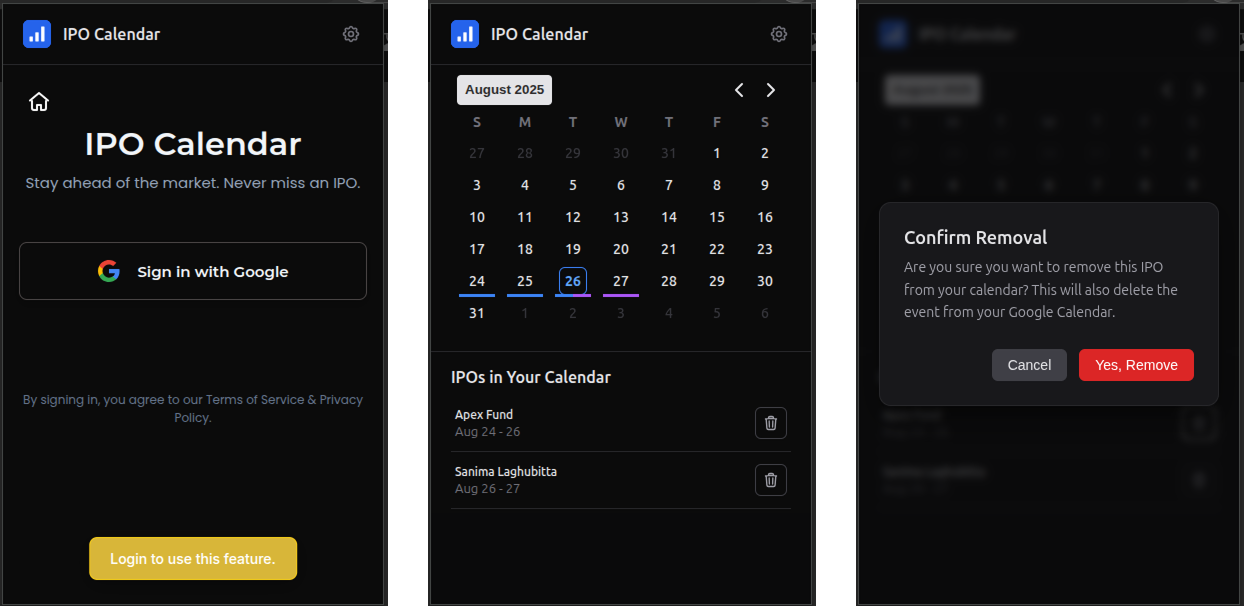 IPO Calendar
IPO Calendar
Stay ahead of the market. Never miss an IPO.
Sign in with Google
By signing in, you agree to our Terms of Service & Privacy
Policy.
Login to use this feature.
IPO Calendar
August 2025
S M T W T F S
27 28 29 30 31 1 2
3 4 5 6 7 8 9
10 11 12 13 14 15 16
17 18 19 20 21 22 23
24 25 26 27 28 29 30
31 1 2 3 4 5 6
IPOs in Your Calendar
Apex Fund
Aug 24 - 26
Sanima Laghubitta
Aug 26 - 27
IPO Calendar
Confirm Removal
Are you sure you want to remove this IPO
from your calendar? This will also delete the
event from your Google Calendar.
Cancel Yes, Remove
Apex Fund
Sanima Laghubitta